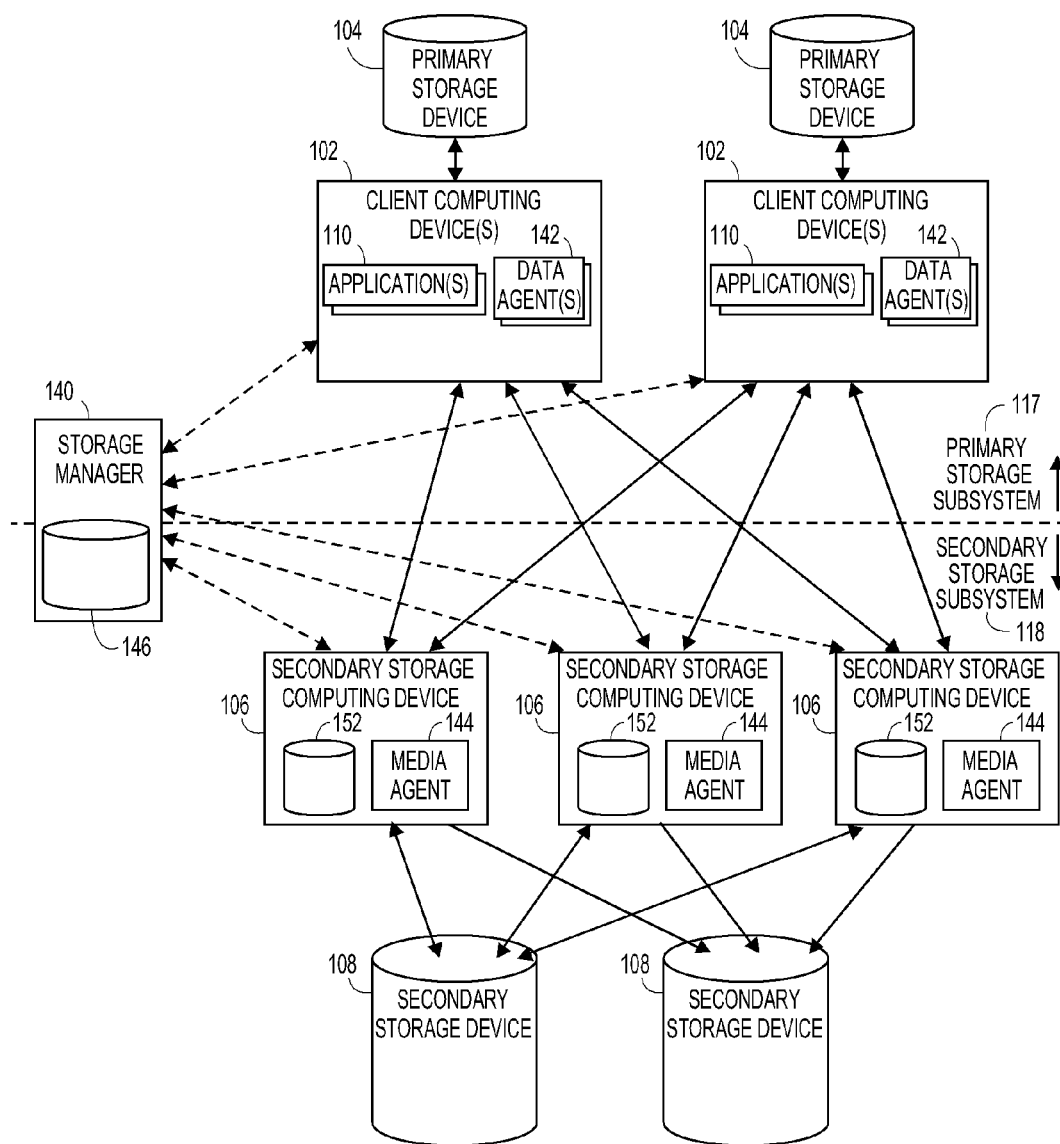 104
PRIMARY
STORAGE
DEVICE
104
PRIMARY
STORAGE
DEVICE
102
CLIENT COMPUTING
DEVICE(S)
110
142
APPLICATION(S)
DATA
AGENT(S)
102
CLIENT COMPUTING
DEVICE(S)
110
142
APPLICATION(S)
DATA
AGENT(S)
140
STORAGE
MANAGER
146
117
PRIMARY
STORAGE
SUBSYSTEM
SECONDARY
STORAGE
SUBSYSTEM
118
SECONDARY STORAGE
COMPUTING DEVICE
106
152
144
MEDIA
AGENT
SECONDARY STORAGE
COMPUTING DEVICE
106
152
144
MEDIA
AGENT
SECONDARY STORAGE
COMPUTING DEVICE
106
152
144
MEDIA
AGENT
108
SECONDARY
STORAGE DEVICE
108
SECONDARY
STORAGE DEVICE